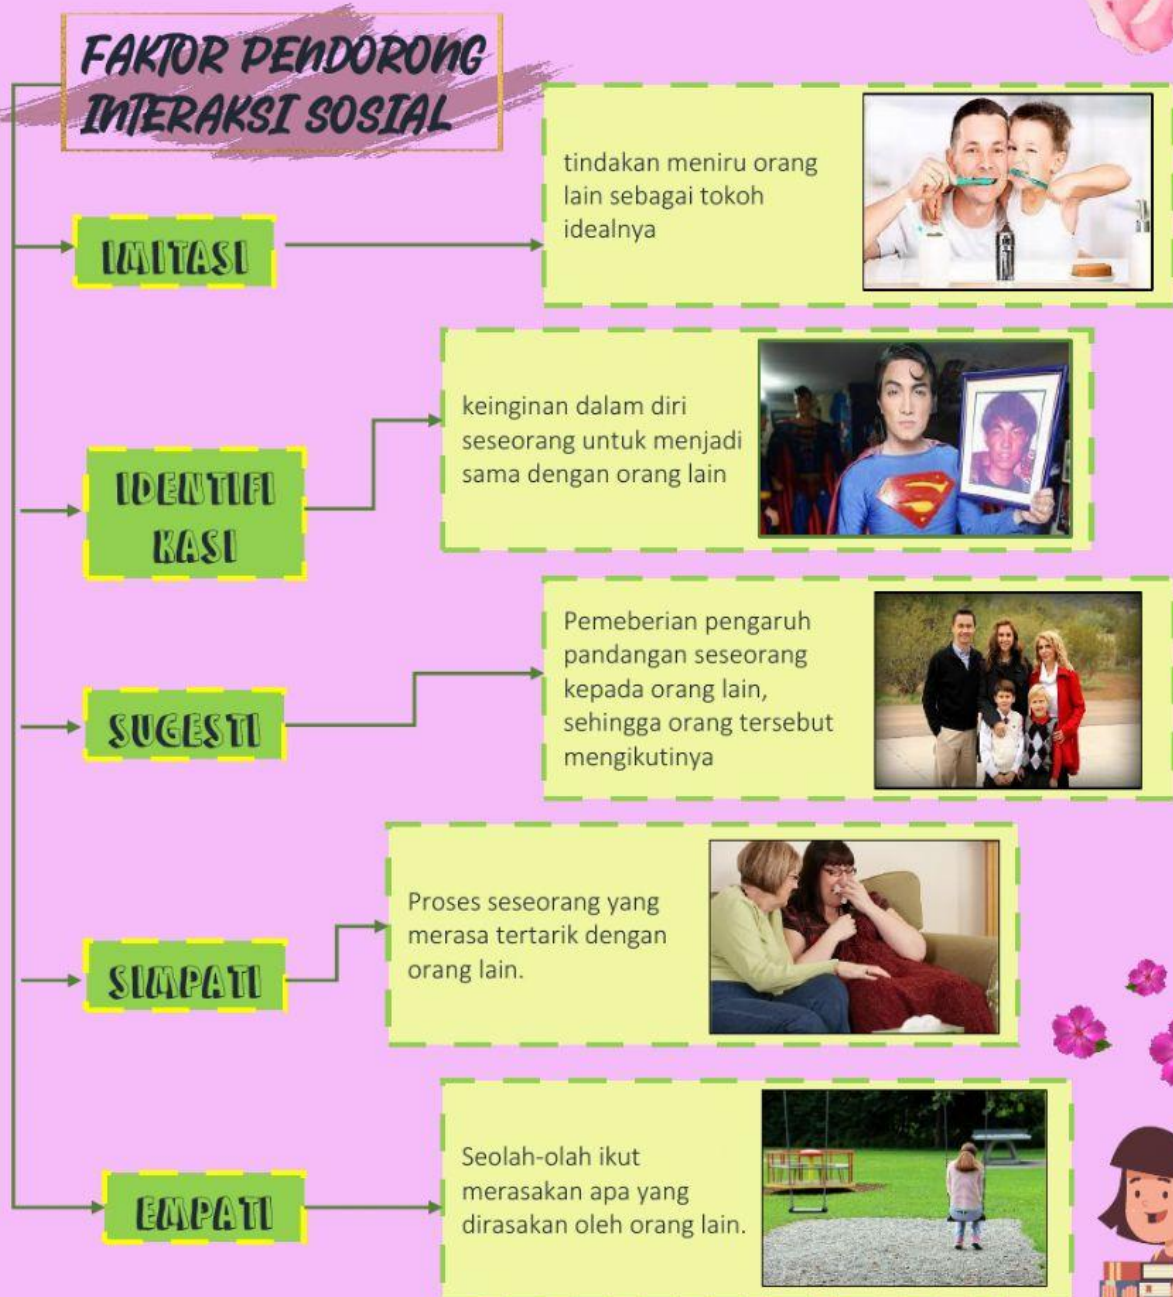 FAKTOR PENDORONG
INTERAKSI SOSIAL
IMITASI
tindakan meniru orang
lain sebagai tokoh
idealnya
IDENTIFI
KASI
keinginan dalam diri
seseorang untuk menjadi
sama dengan orang lain
SUGESTI
Pemeberian pengaruh
pandangan seseorang
kepada orang lain,
sehingga orang tersebut
mengikutinya
SIMPATI
Proses seseorang yang
merasa tertarik dengan
orang lain.
EMPATI
Seolah-olah ikut
merasakan apa yang
dirasakan oleh orang lain.